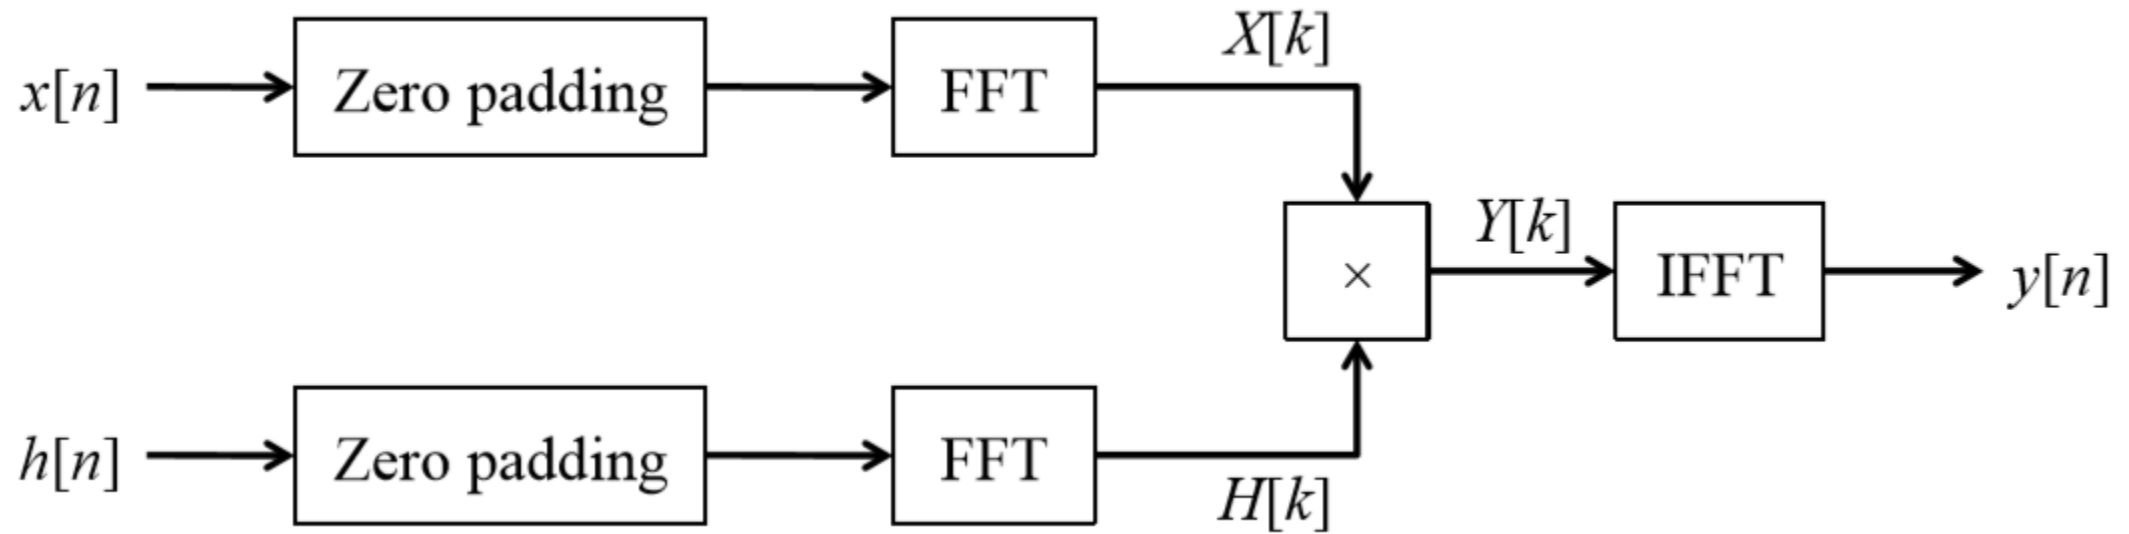 X[k]
x[n] Zero padding FFT
Y[k]
× IFFT y[n]
h[n] Zero padding FFT
H[k]